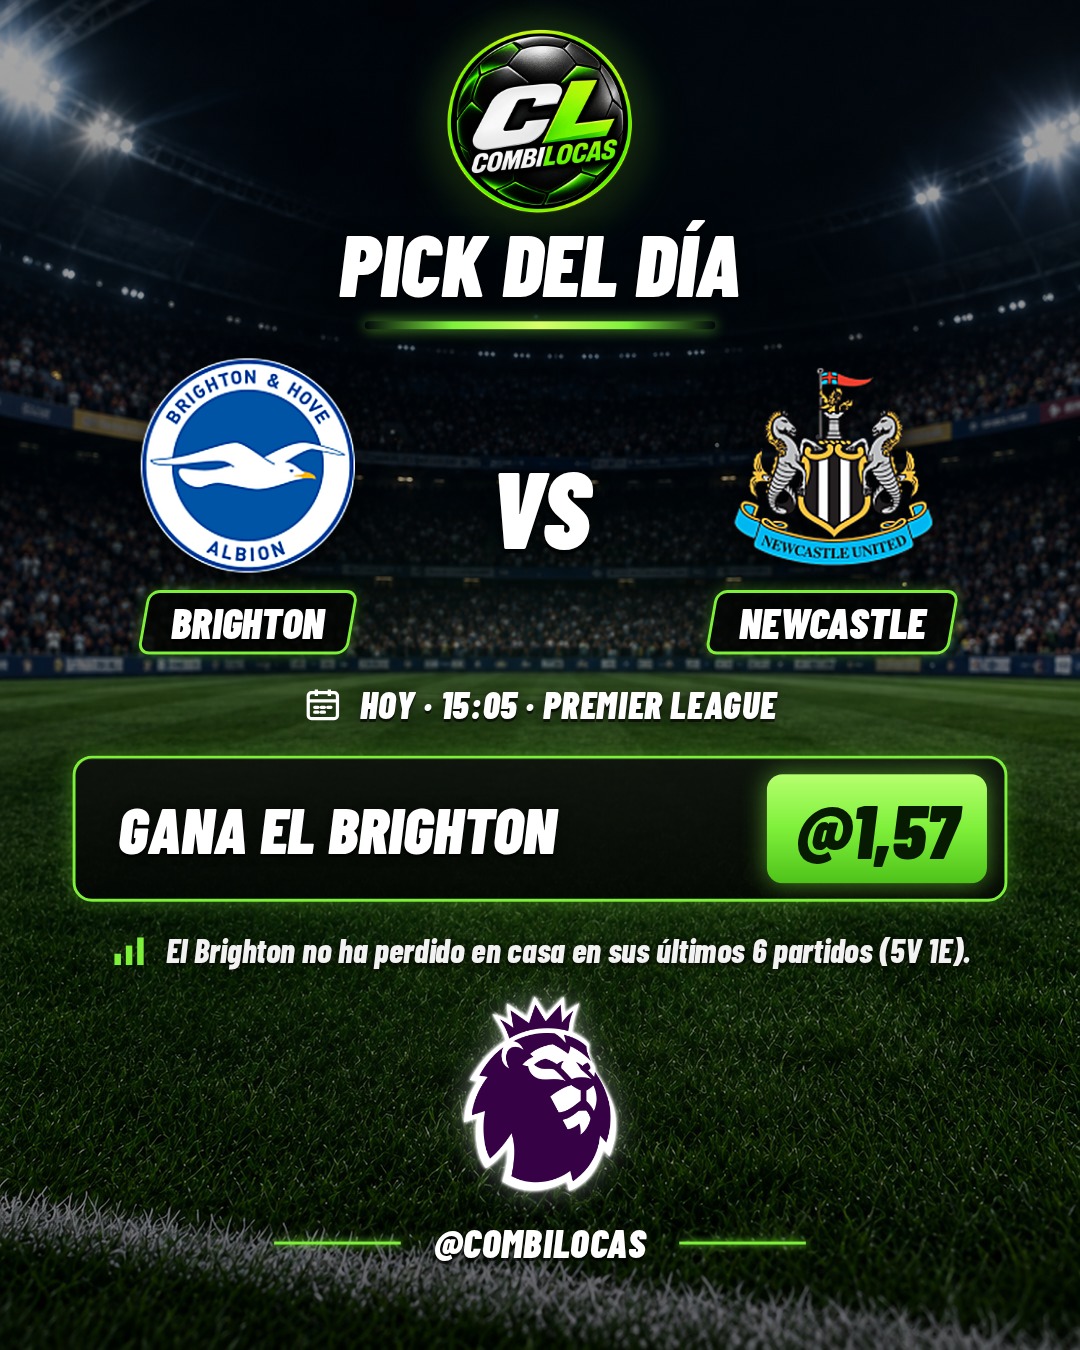 CL
COMBILOCAS
PICK DEL DÍA
BRIGHTON & HOVE
ALBION
VS
NEWCASTLE UNITED
BRIGHTON
NEWCASTLE
HOY · 15:05 · PREMIER LEAGUE
GANA EL BRIGHTON
@1,57
El Brighton no ha perdido en casa en sus últimos 6 partidos (5V 1E).
@COMBILOCAS